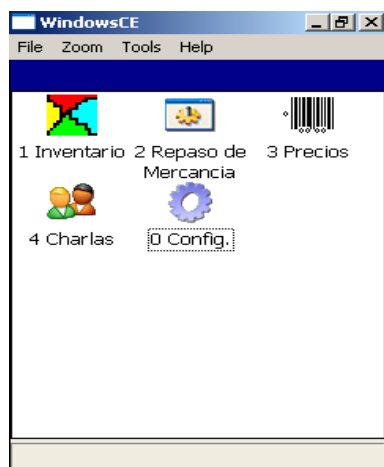 WindowsCE
File Zoom Tools Help
1 Inventario 2 Repaso de Mercancia 3 Precios
4 Charlas 0 Config.